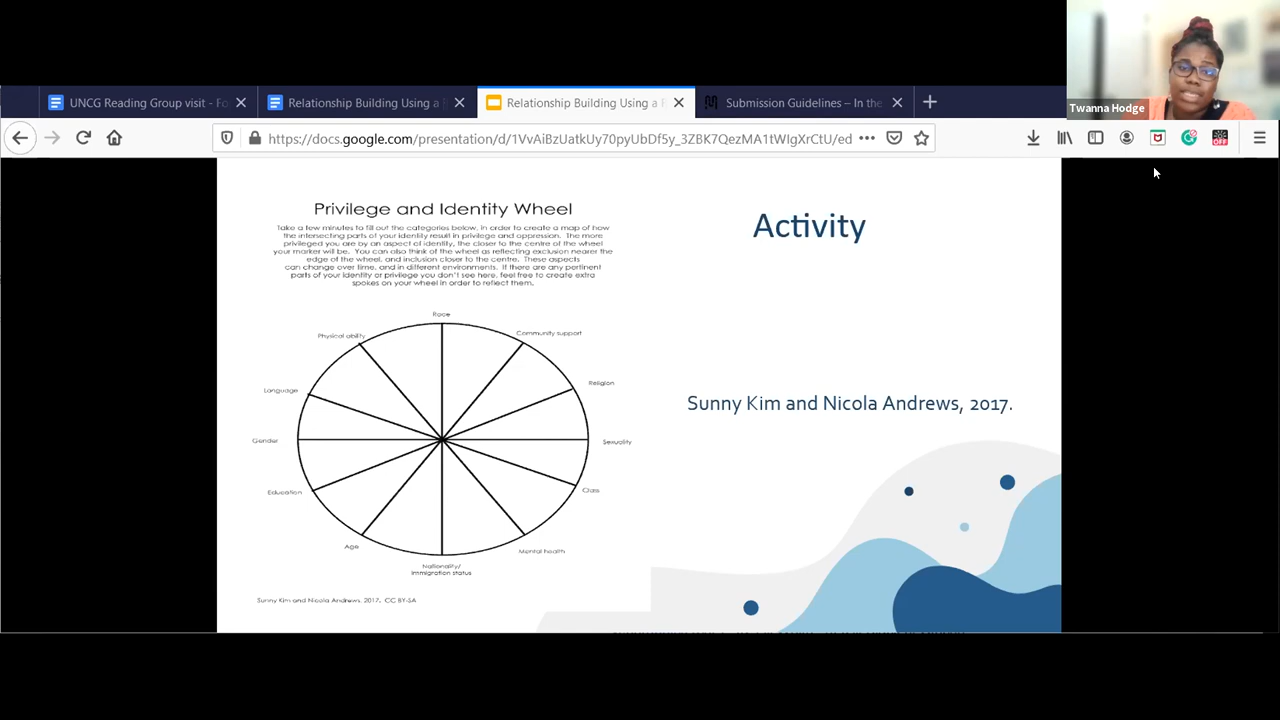 Twanna Hodge
UNCG Reading Group visit - Fo
Relationship Building Using a
Relationship Building Using a
Submission Guidelines – In the
https://docs.google.com/presentation/d/1VvAiBzUatkUy70pyUbDf5y_3ZBK7QezMA1tWIgXrCtU/ed
OFF
Privilege and Identity Wheel
Take a few minutes to fill out the categories below, in order to create a map of how
the intersecting parts of your identity result in privilege and oppression. The more
privileged you are by an aspect of identity, the closer to the centre of the wheel
your marker will be. You can also think of the wheel as reflecting exclusion nearer the
edge of the wheel, and inclusion closer to the centre. These aspects
can change over time, and in different environments. If there are any pertinent
parts of your identity or privilege you don't see here, feel free to create extra
spokes on your wheel in order to reflect them.
Activity
Race
Physical ability
Community support
Language
Religion
Gender
Sexuality
Education
Class
Age
Mental health
Nationality/
Immigration status
Sunny Kim and Nicola Andrews, 2017. CC BY-SA
Sunny Kim and Nicola Andrews, 2017.